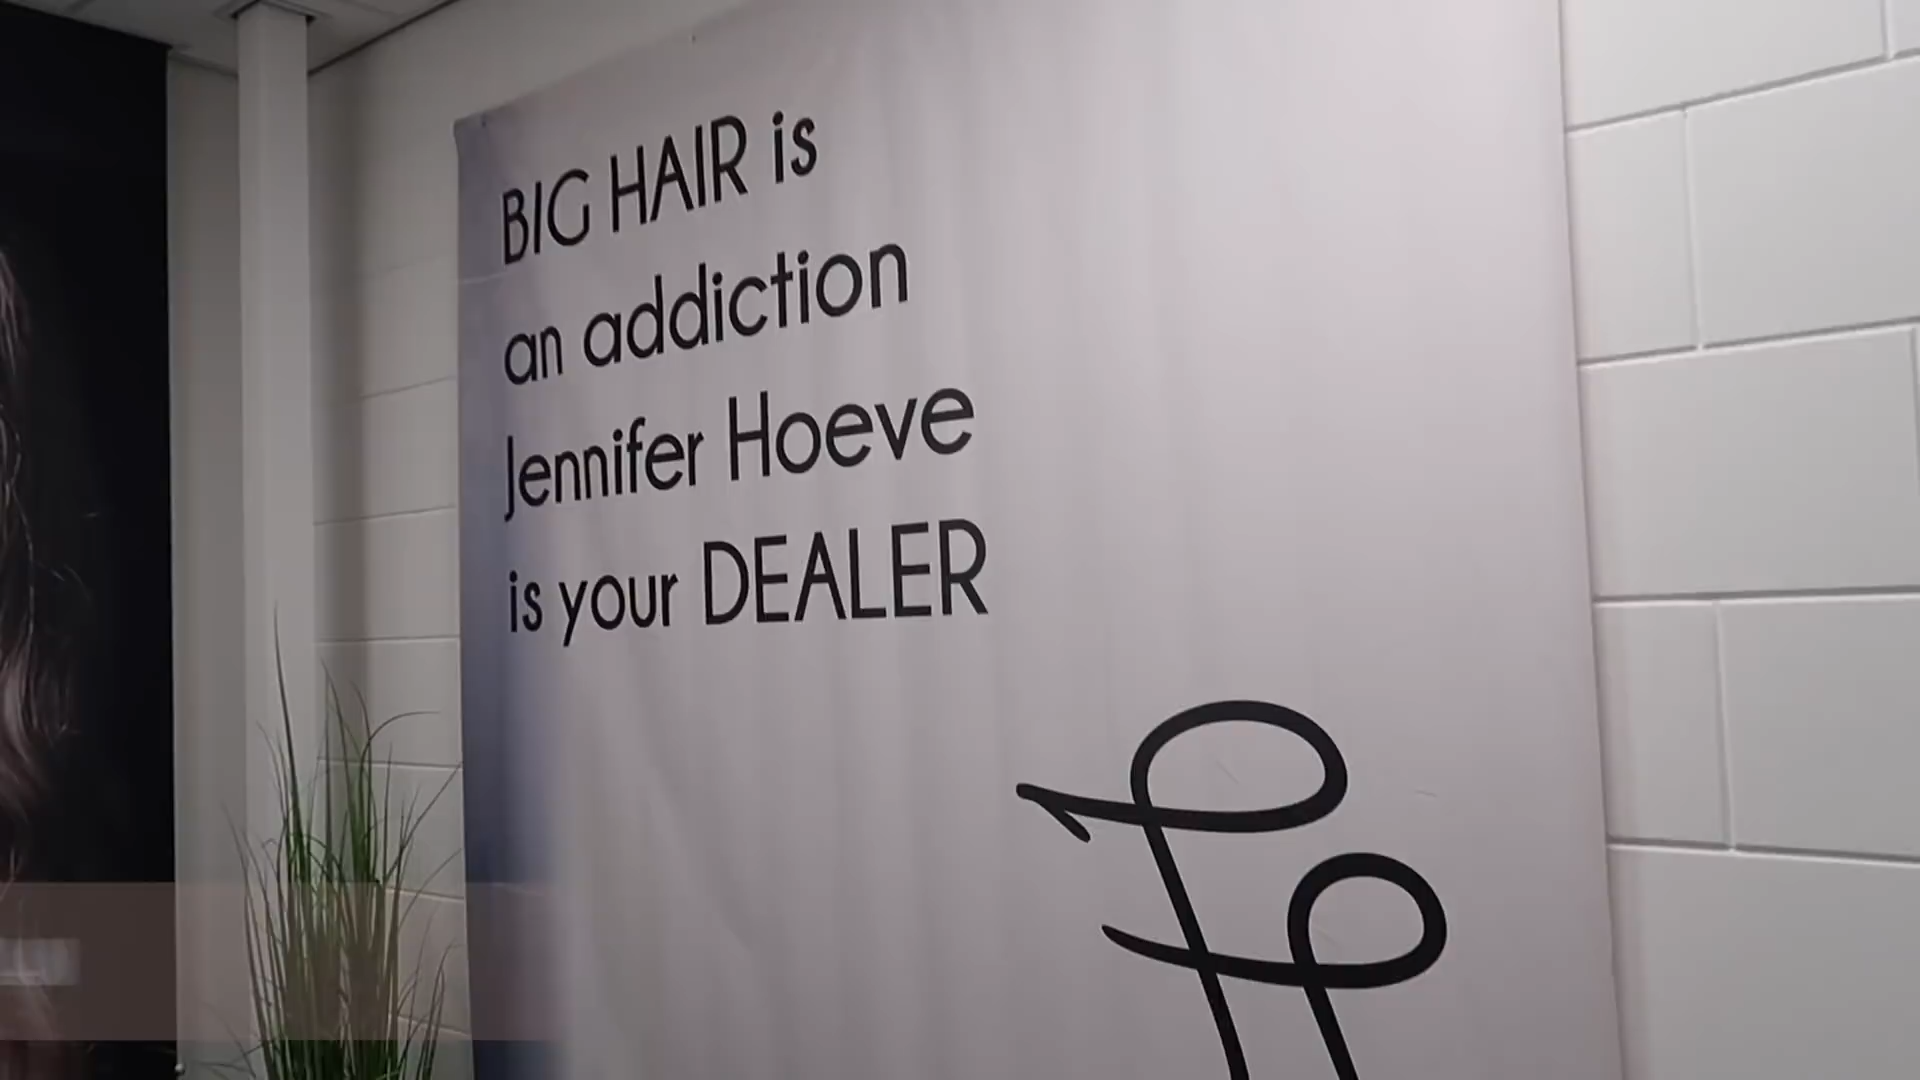 BIG HAIR is
an addiction
Jennifer Hoeve
is your DEALER